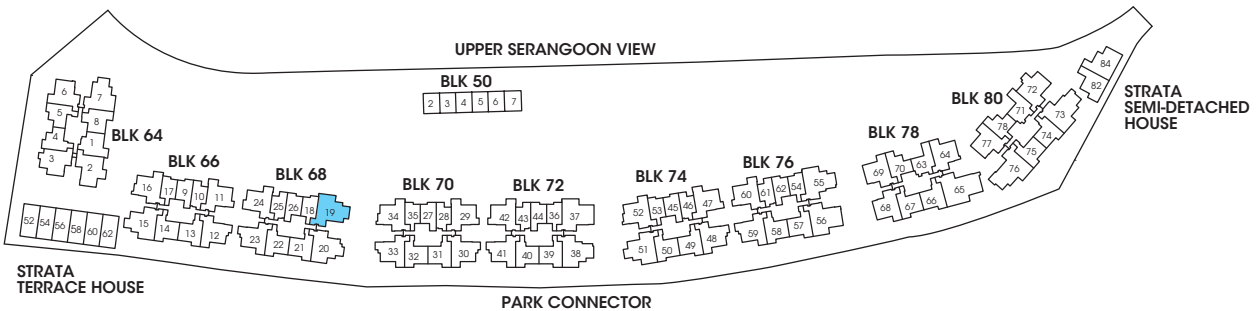 UPPER SERANGOON VIEW
BLK 50
2 3 4 5 6 7
84
82
STRATA
SEMI-DETACHED
HOUSE
BLK 80
72
71
73
78
74
77
75
76
6
7
5
8
4
1
3
2
BLK 64
BLK 66
16 17 9 10 11
15 14 13 12
BLK 68
24 25 26 18 19
23 22 21 20
BLK 70
34 35 27 28 29
33 32 31 30
BLK 72
42 43 44 36 37
41 40 39 38
BLK 74
52 53 45 46 47
51 50 49 48
BLK 76
60 61 62 54 55
59 58 57 56
BLK 78
69 70 63 64
68 67 66 65
52 54 56 58 60 62
STRATA
TERRACE HOUSE
PARK CONNECTOR